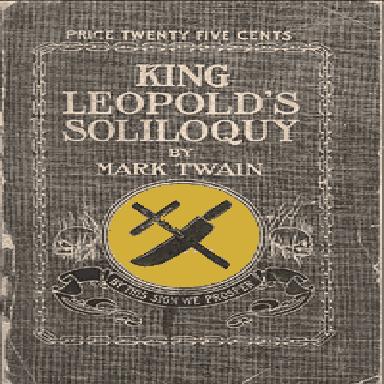 PRICE TWENTY FIVE CENTS
KING
LEOPOLD'S
SOLILOQUY
BY
MARK TWAIN
BY THIS SIGN WE PROSPER